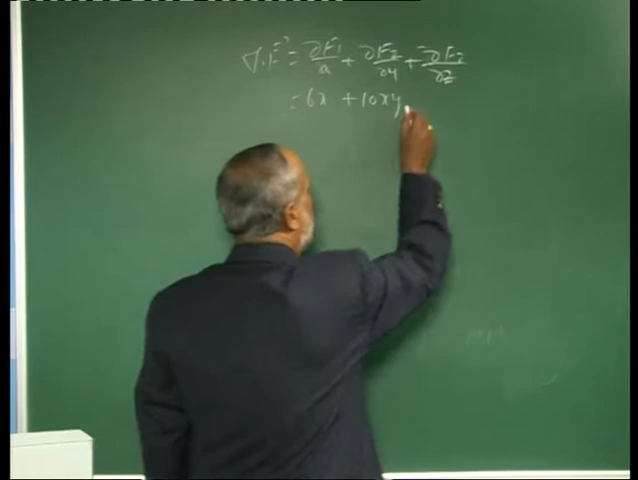 ∇.F = ∂F₁/a + ∂F₂/∂y + ∂F₃/∂z
= 6x + 10xy